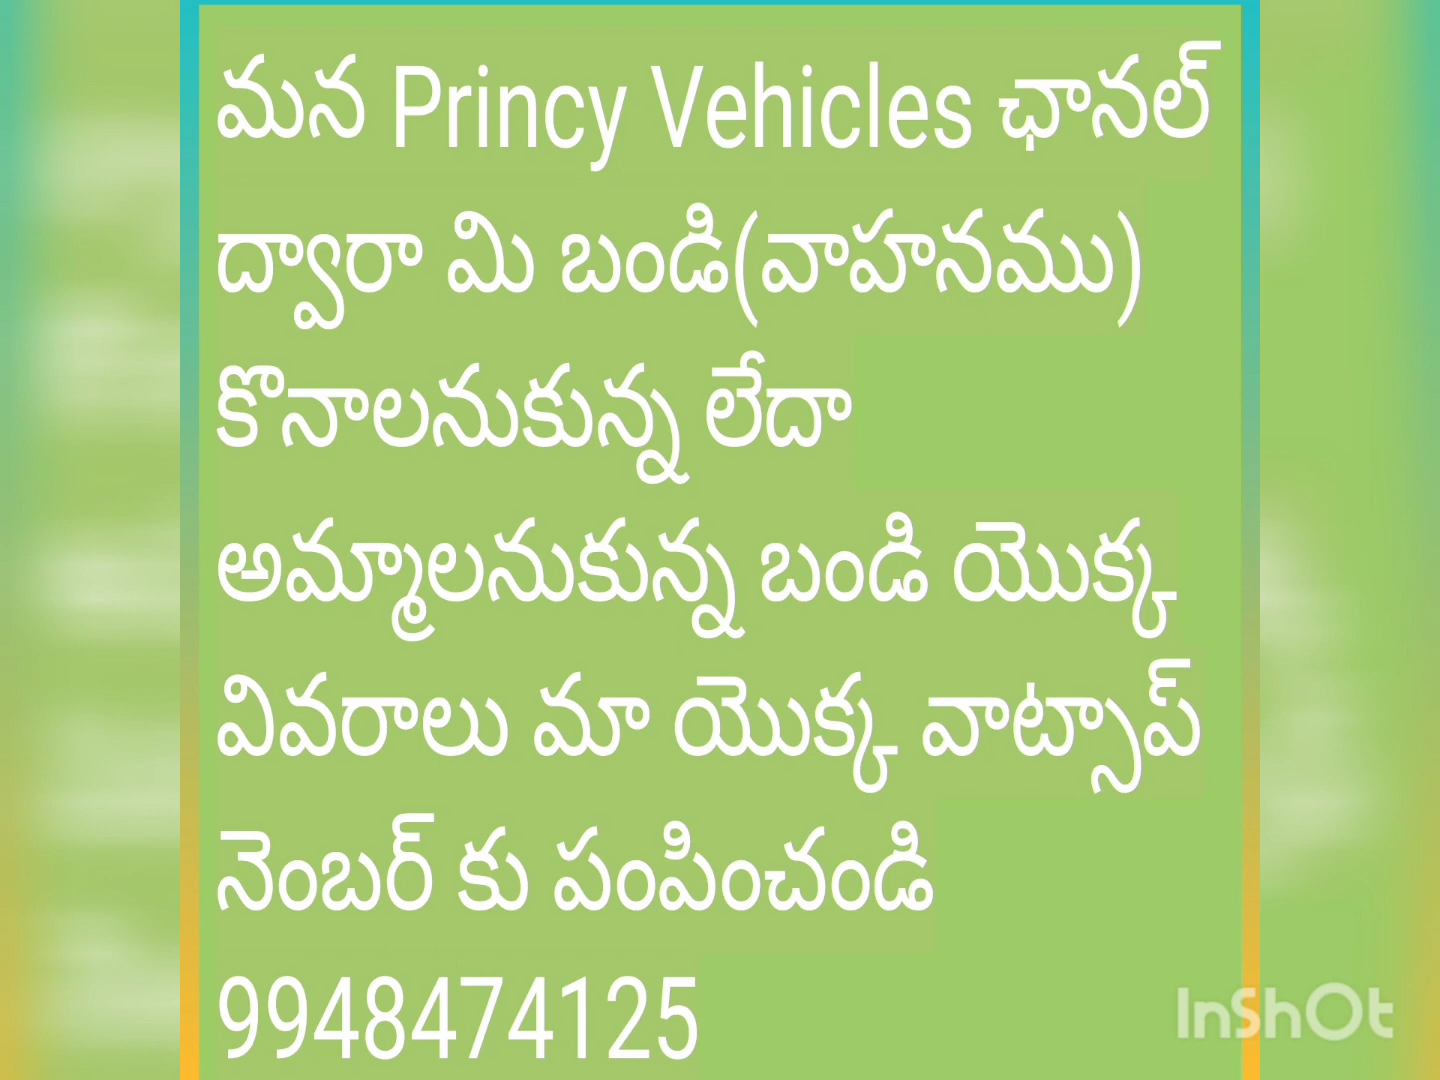 మన Princy Vehicles ఛానల్
ద్వారా మి బండి(వాహనము)
కొనాలనుకున్న లేదా
అమ్మాలనుకున్న బండి యొక్క
వివరాలు మా యొక్క వాట్సాప్
నెంబర్ కు పంపించండి
9948474125
InShOt